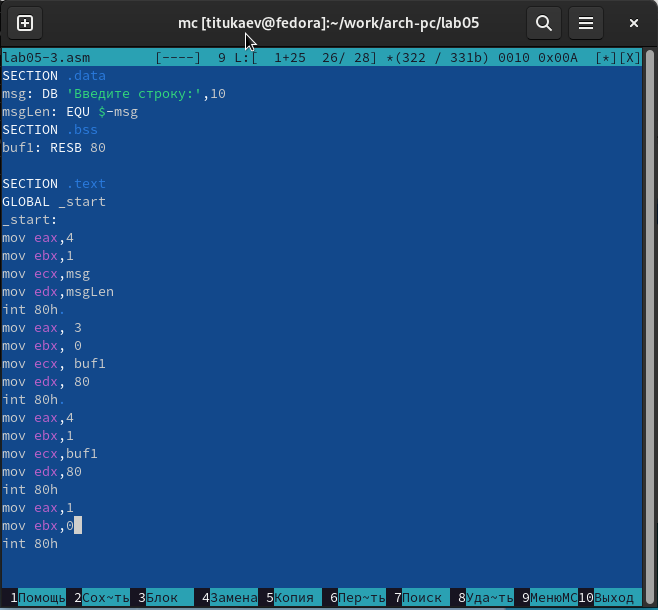 mc [titukaev@fedora]:~/work/arch-pc/lab05
lab05-3.asm [----] 9 L:[ 1+25 26/ 28] *(322 / 331b) 0010 0x00A [*][X]
SECTION .data
msg: DB 'Введите строку:',10
msgLen: EQU $-msg
SECTION .bss
buf1: RESB 80
SECTION .text
GLOBAL _start
_start:
mov eax,4
mov ebx,1
mov ecx,msg
mov edx,msgLen
int 80h.
mov eax, 3
mov ebx, 0
mov ecx, buf1
mov edx, 80
int 80h.
mov eax,4
mov ebx,1
mov ecx,buf1
mov edx,80
int 80h
mov eax,1
mov ebx,0
int 80h
1Помощь 2Сох~ть 3Блок 4Замена 5Копия 6Пер~ть 7Поиск 8Уда~ть 9МенюMC 10Выход